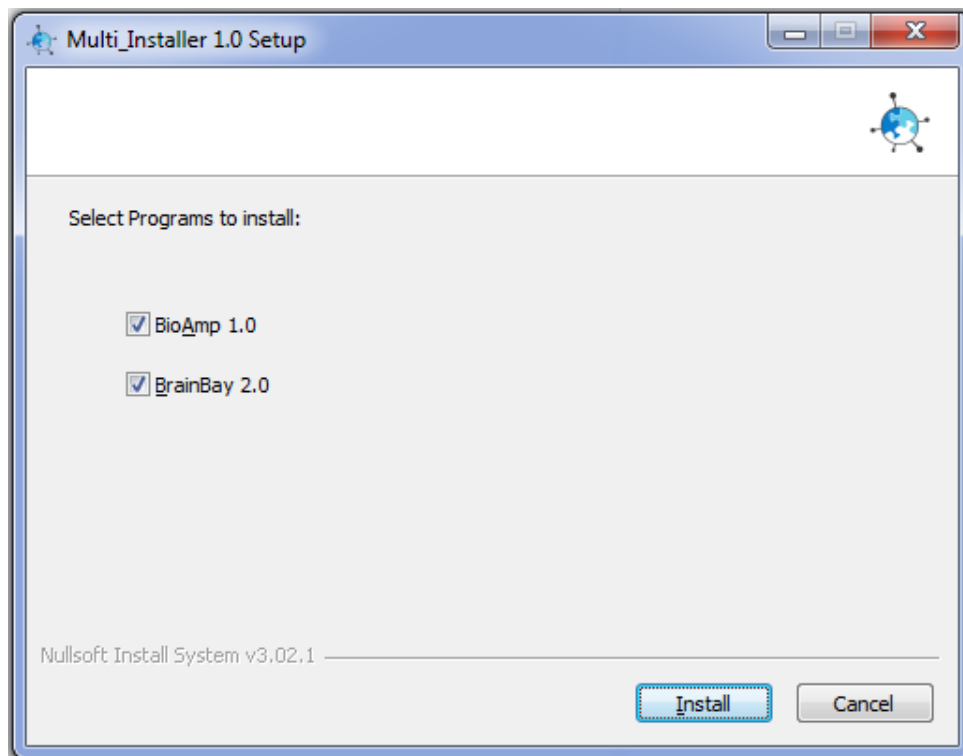 Multi_Installer 1.0 Setup
Select Programs to install:
BioAmp 1.0
BrainBay 2.0
Nullsoft Install System v3.02.1
Install
Cancel